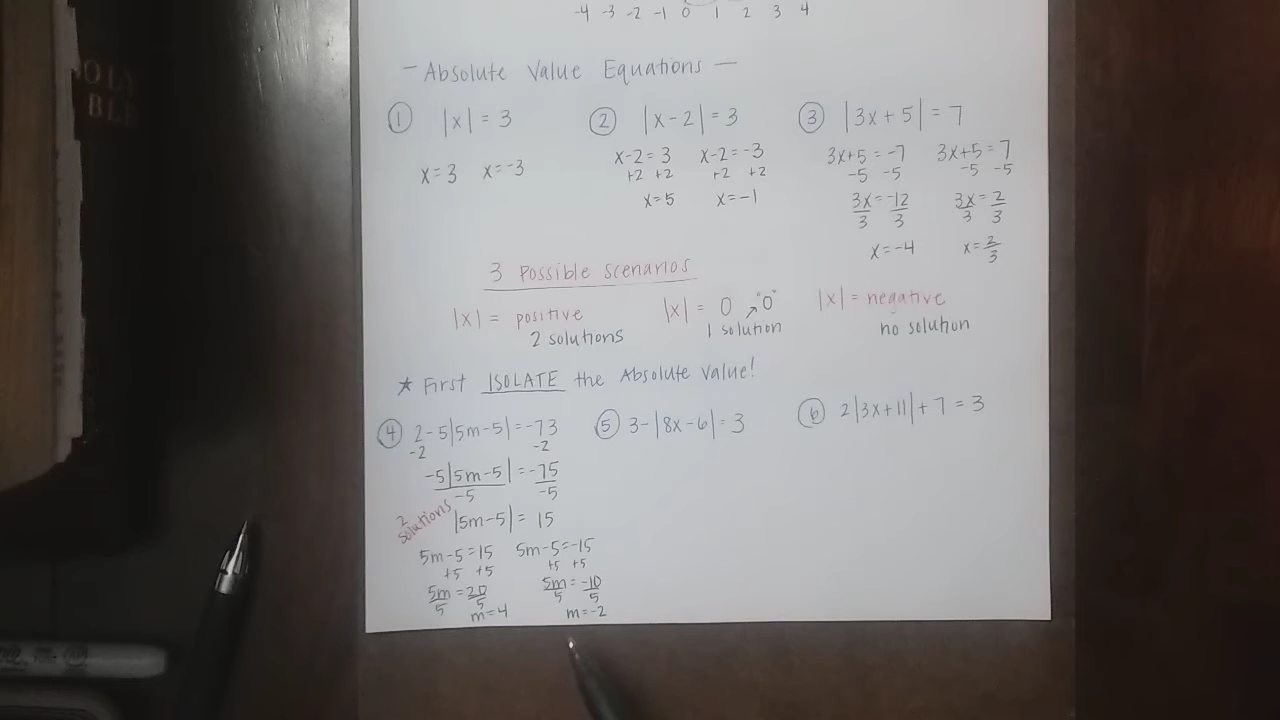 -4 -3 -2 -1 0 1 2 3 4
- Absolute Value Equations -
① |x| = 3
x=3 x=-3
② |x-2| = 3
x-2=3 x-2=-3
+2 +2 +2 +2
x=5 x=-1
③ |3x+5| = 7
3x+5=-7 3x+5=7
-5 -5 -5 -5
3x=-12 3x=2
3 3 3 3
x=-4 x=2/3
3 Possible Scenarios
|x| = positive
2 solutions
|x| = 0 ↗"0"
1 solution
|x| = negative
no solution
* First ISOLATE the Absolute Value!
④ 2-5|5m-5|=-73
-2 -2
-5|5m-5|=-75
-5 -5
2 solutions
|5m-5|= 15
5m-5=15 5m-5=-15
+5 +5 +5 +5
5m=20 5m=-10
5 5 5 5
m=4 m=-2
⑤ 3-|8x-6|=3
⑥ 2|3x+11|+7=3